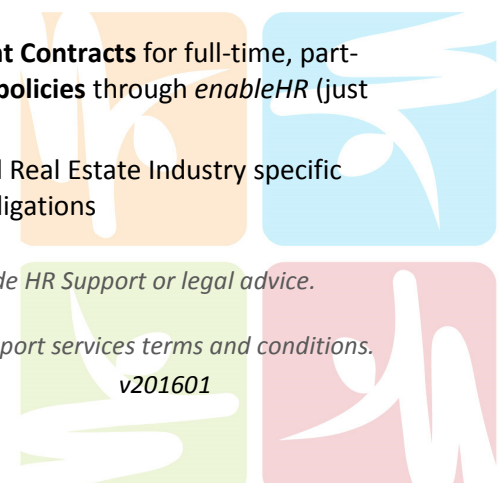 t Contracts for full-time, part-
policies through enableHR (just
Real Estate Industry specific
ligations
de HR Support or legal advice.
port services terms and conditions.
v201601